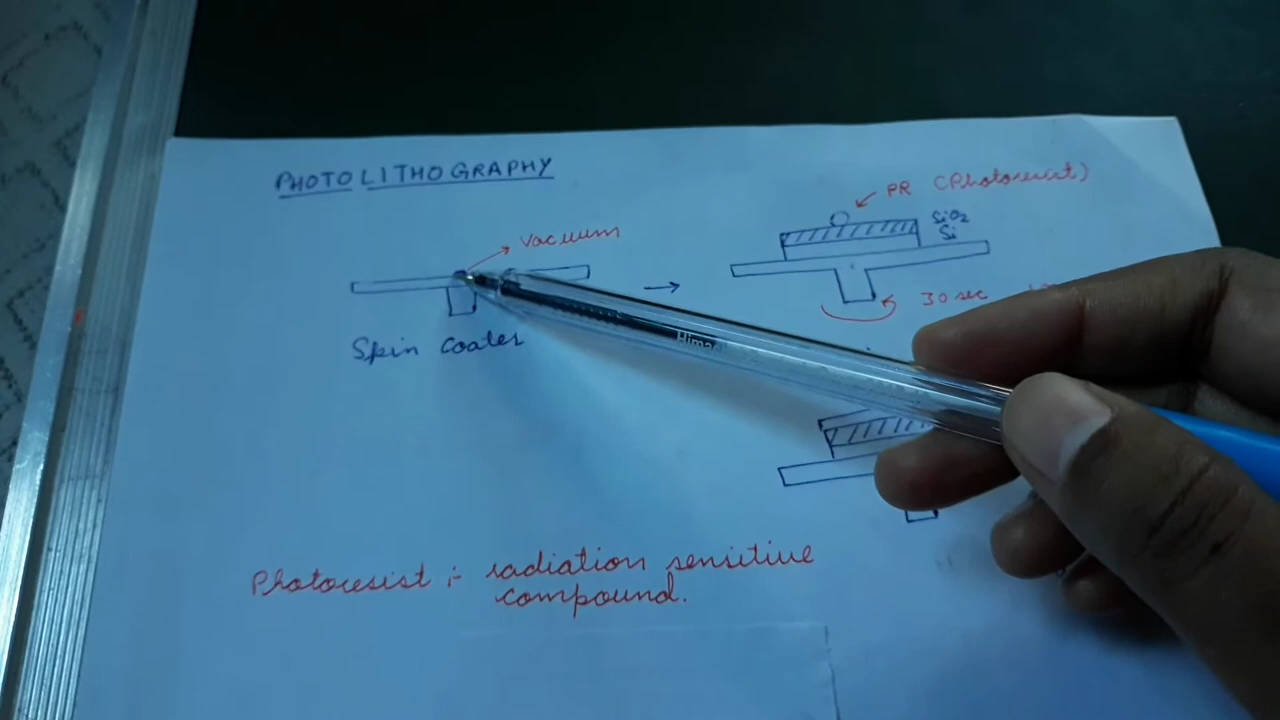 PHOTOLITHOGRAPHY
PR (Photoresist)
vacuum
SiO2
Si
30 sec
Spin coater
Photoresist :- radiation sensitive
compound.